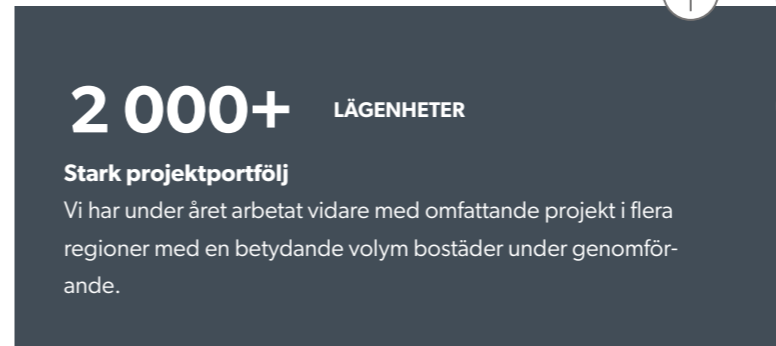 2 000+ LÄGENHETER
Stark projektportfölj
Vi har under året arbetat vidare med omfattande projekt i flera
regioner med en betydande volym bostäder under genomför-
ande.